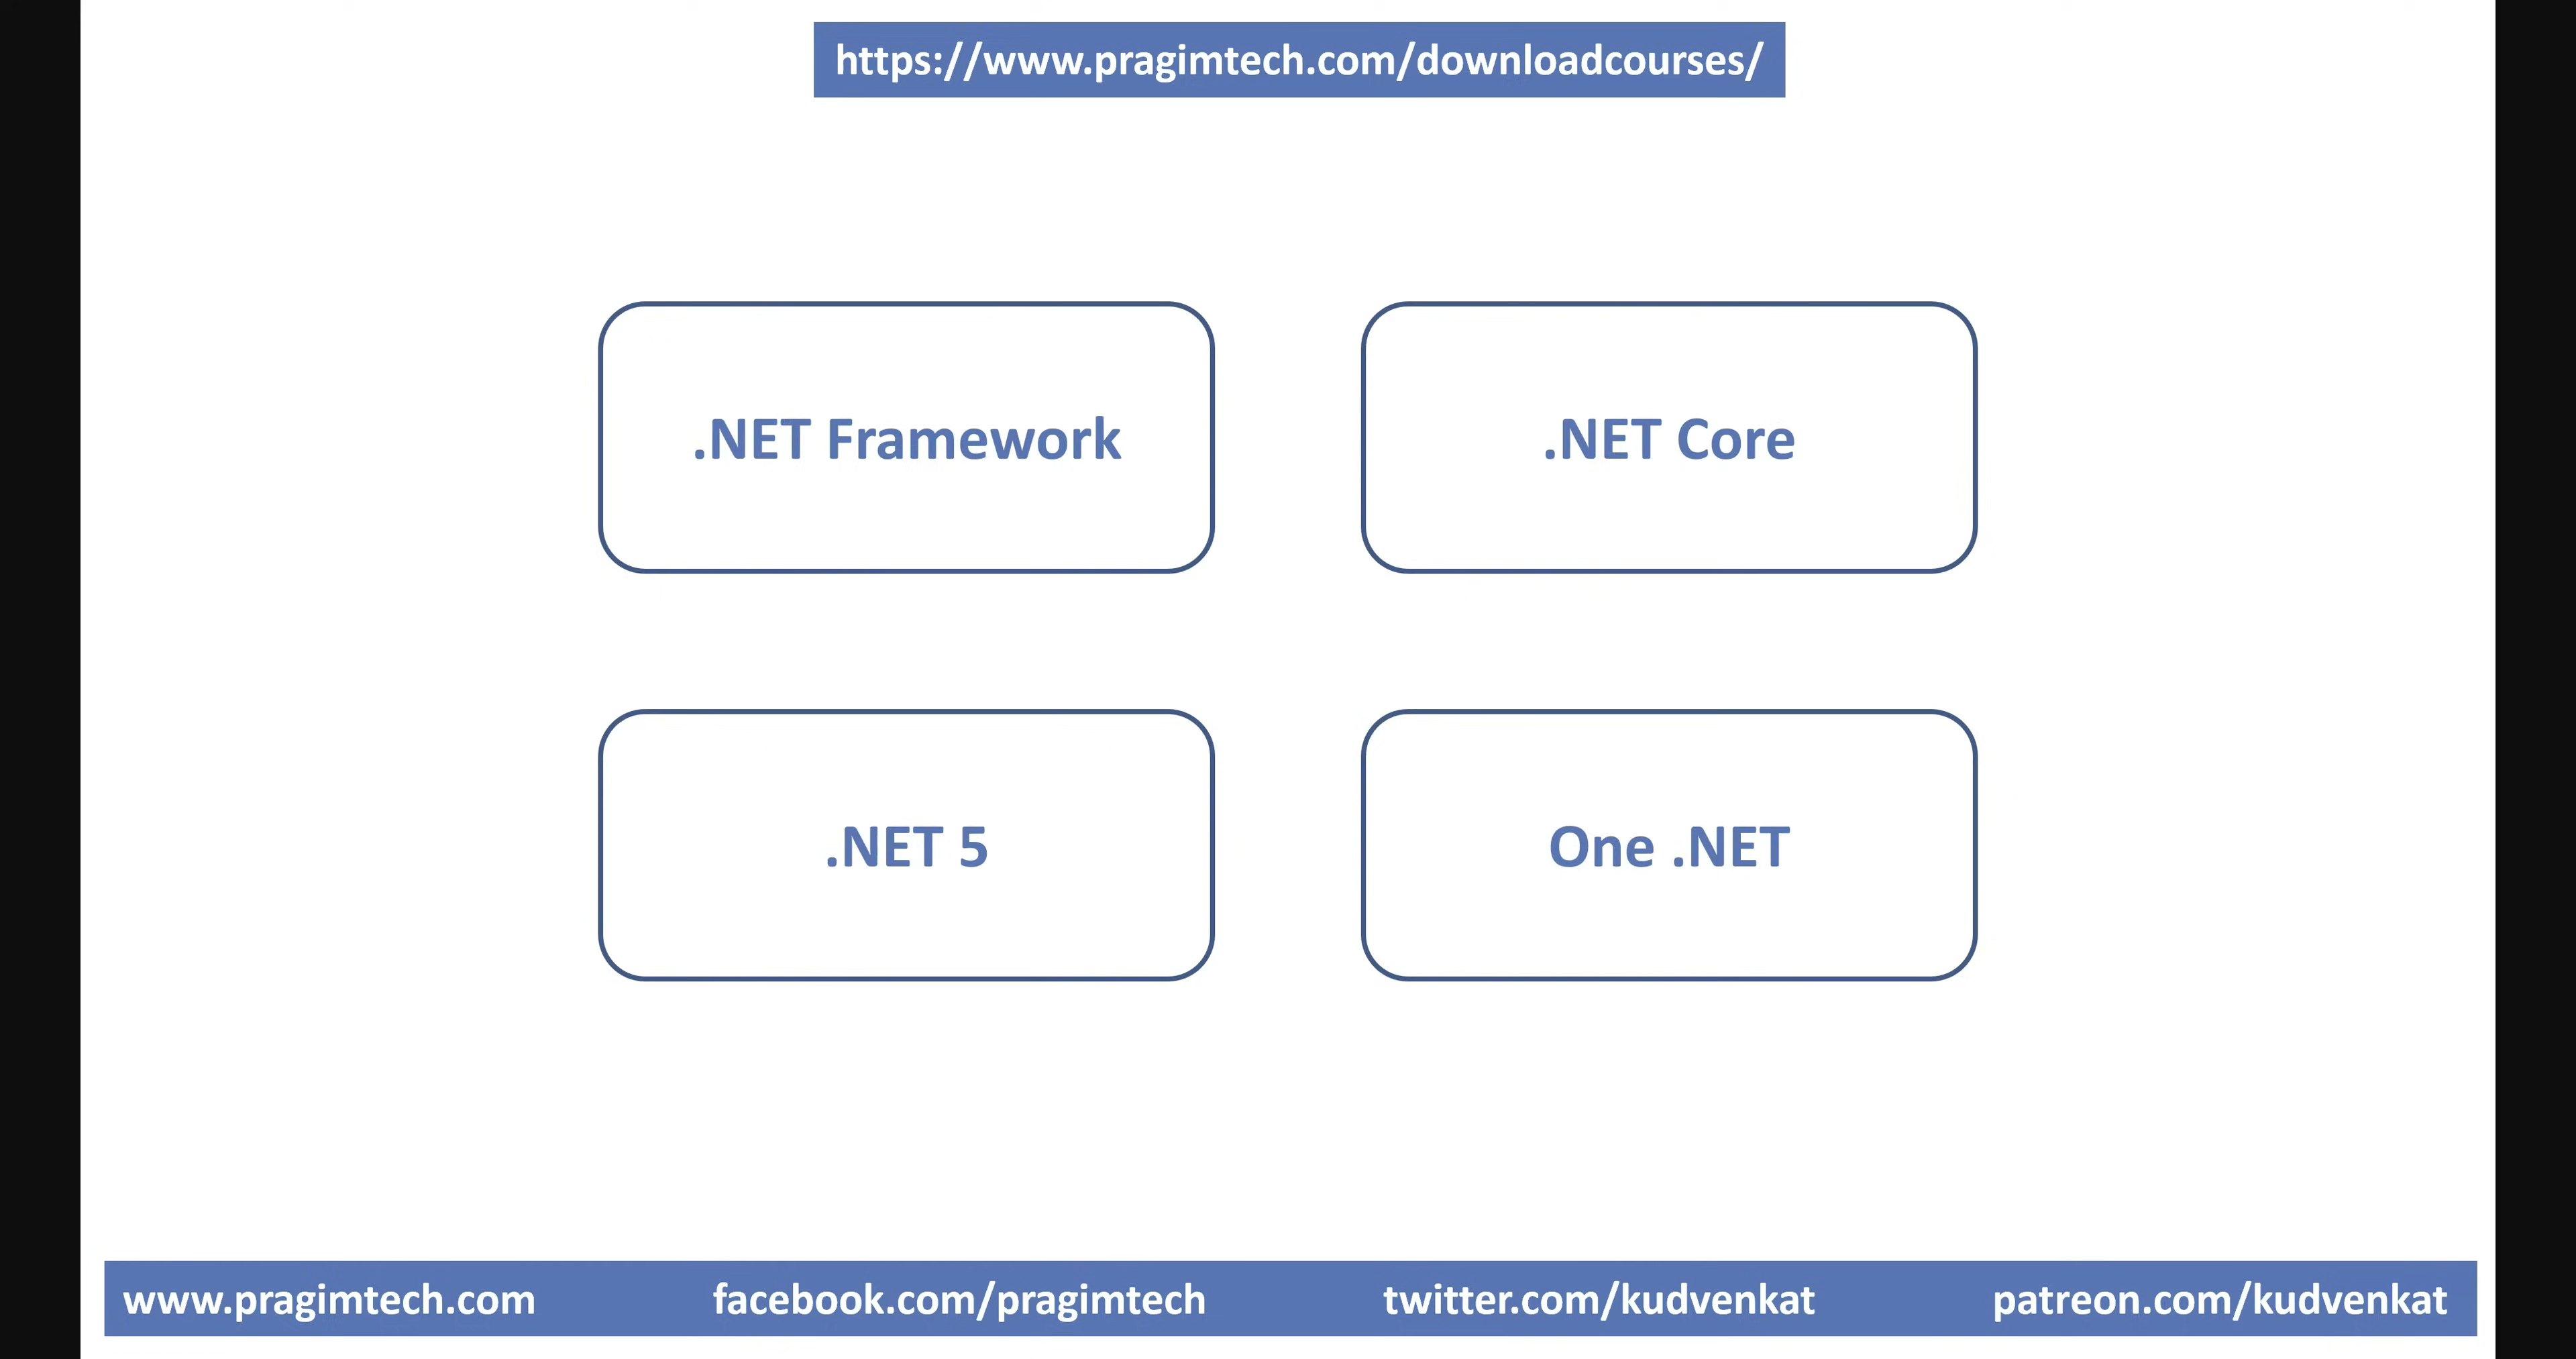 https://www.pragimtech.com/downloadcourses/
.NET Framework
.NET Core
.NET 5
One .NET
www.pragimtech.com
facebook.com/pragimtech
twitter.com/kudvenkat
patreon.com/kudvenkat